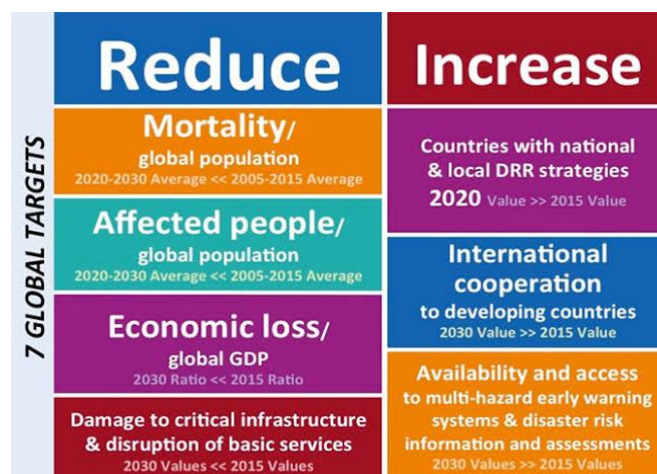 7 GLOBAL TARGETS
Reduce
Mortality/
global population
2020-2030 Average << 2005-2015 Average
Affected people/
global population
2020-2030 Average << 2005-2015 Average
Economic loss/
global GDP
2030 Ratio << 2015 Ratio
Damage to critical infrastructure
& disruption of basic services
2030 Values << 2015 Values
Increase
Countries with national
& local DRR strategies
2020 Value >> 2015 Value
International
cooperation
to developing countries
2030 Value >> 2015 Value
Availability and access
to multi-hazard early warning
systems & disaster risk
information and assessments
2030 Values >> 2015 Values